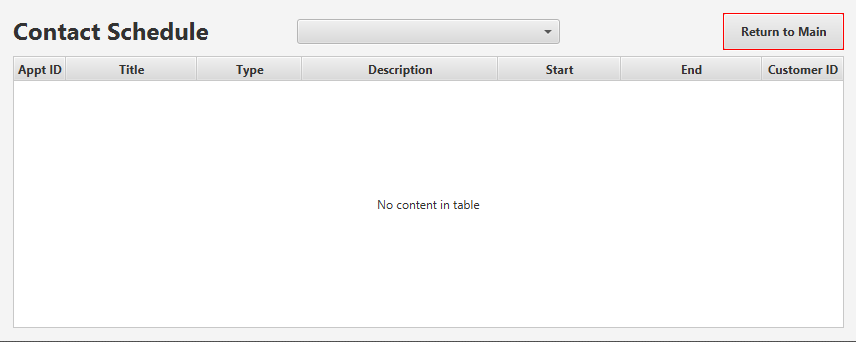 Contact Schedule
Return to Main
Appt ID Title Type Description Start End Customer ID
No content in table